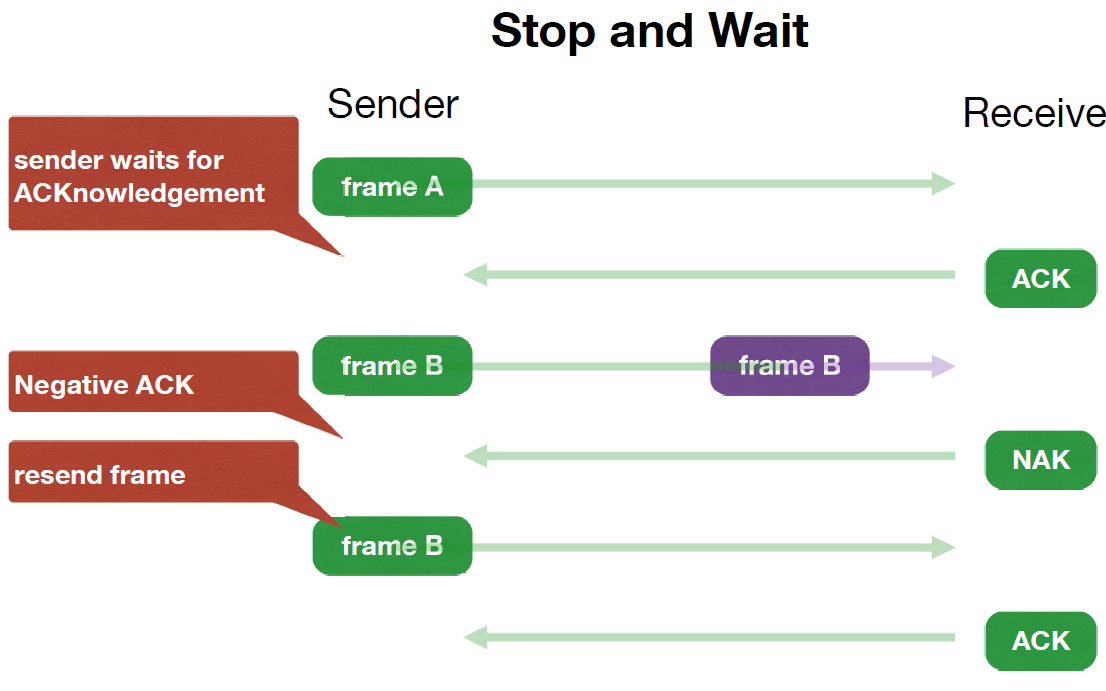 Stop and Wait
Sender
Receive
sender waits for
ACKnowledgement
frame A
ACK
frame B
frame B
Negative ACK
NAK
resend frame
frame B
ACK